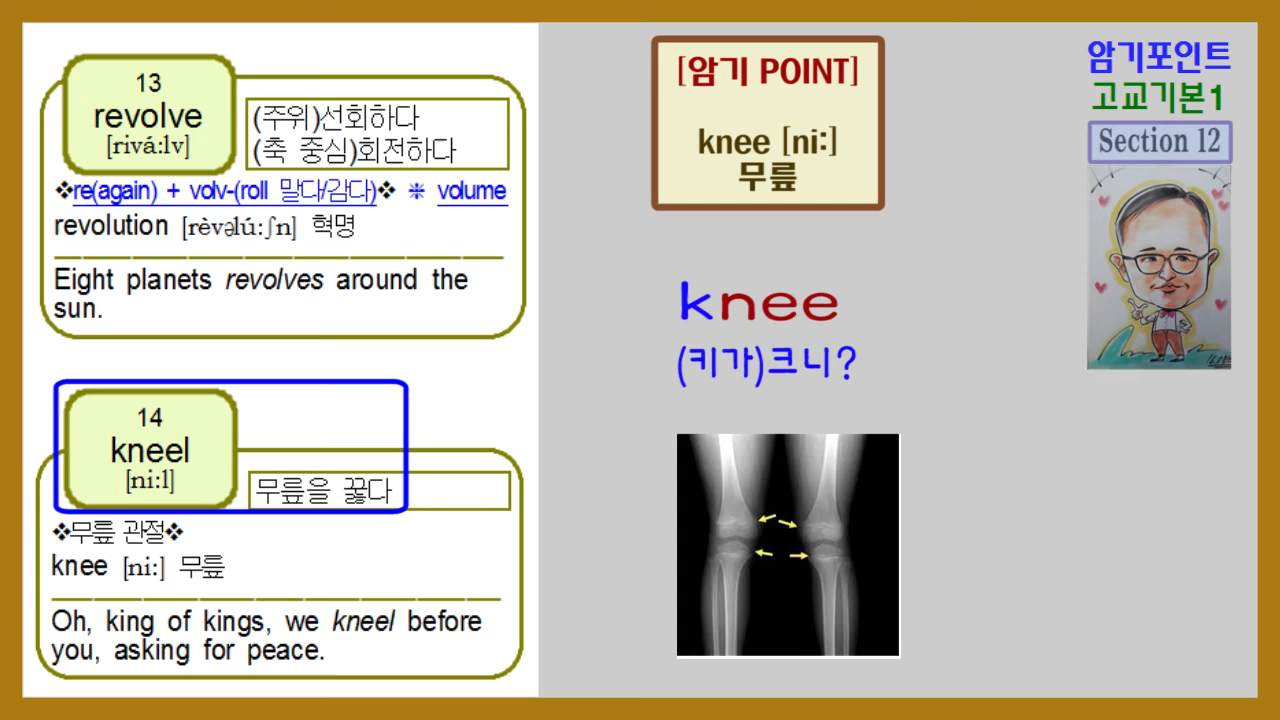 13
revolve
[rivá:lv]
(주위)선회하다
(축 중심)회전하다
❖re(again) + volv-(roll 말다/감다)❖ ❈ volume
revolution [rèvəlú:ʃn] 혁명
Eight planets revolves around the
sun.
14
kneel
[ni:l]
무릎을 꿇다
❖무릎 관절❖
knee [ni:] 무릎
Oh, king of kings, we kneel before
you, asking for peace.
[암기 POINT]
knee [ni:]
무릎
knee
(키가)크니?
암기포인트
고교기본1
Section 12